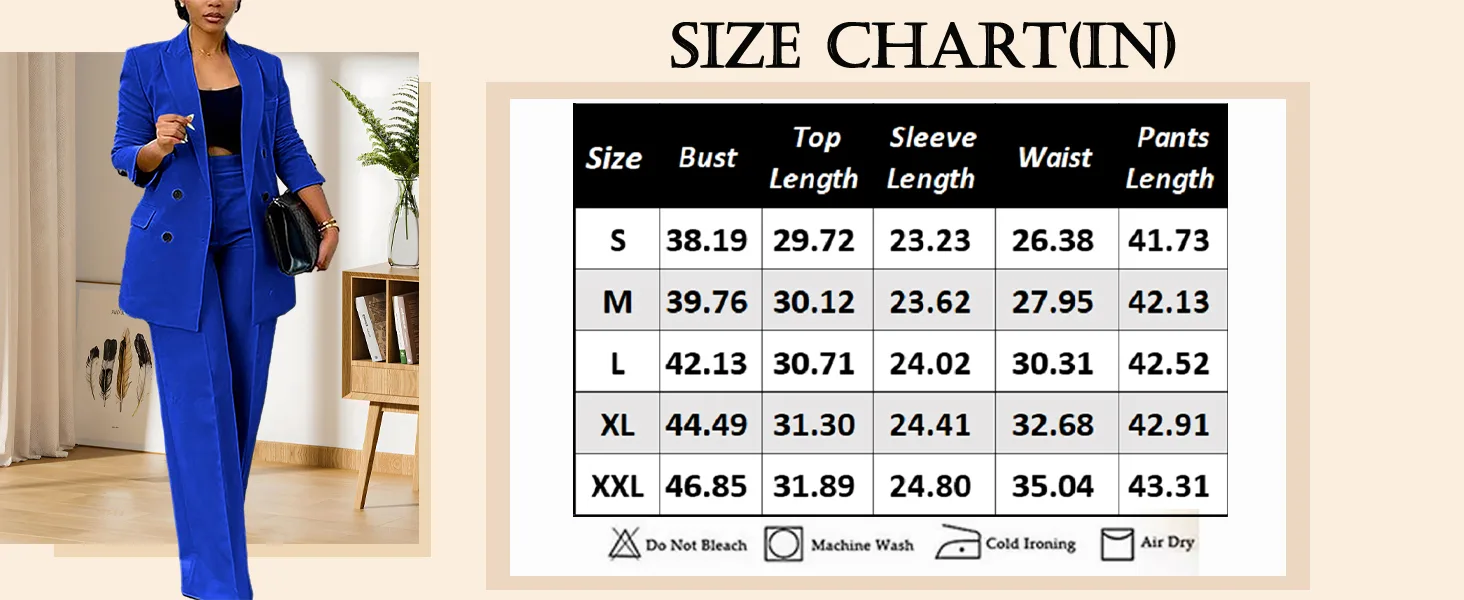 SIZE CHART(IN)
Size Bust Top Length Sleeve Length Waist Pants Length
S 38.19 29.72 23.23 26.38 41.73
M 39.76 30.12 23.62 27.95 42.13
L 42.13 30.71 24.02 30.31 42.52
XL 44.49 31.30 24.41 32.68 42.91
XXL 46.85 31.89 24.80 35.04 43.31
Do Not Bleach Machine Wash Cold Ironing Air Dry